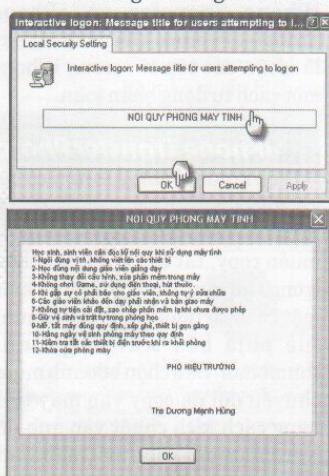 Interactive logon: Message title for users attempting to l...
Local Security Setting
Interactive logon: Message title for users attempting to log on
NOI QUY PHONG MAY TINH
OK
Cancel
Apply
NOI QUY PHONG MAY TINH
Học sinh, sinh viên cần đọc kỹ nội quy khi sử dụng máy tính
1-Ngồi đúng vị trí, không viết lên các thiết bị
2-Học đúng nội dung giáo viên giảng dạy
3-Không thay đổi cấu hình, xóa phần mềm trong máy
4-Không chơi Game, sử dụng điện thoại, hút thuốc.
5-Khi gặp sự cố phải báo cho giáo viên, không tự ý sửa chữa
6-Các giáo viên khác đến dạy phải nhận và bàn giao máy
7-Không tự tiện cài đặt, sao chép phần mềm lạ khi chưa được phép
8-Giữ vệ sinh và trật tự trong phòng học
9-Mở, tắt máy đúng quy định, xếp ghế, thiết bị gọn gàng
10-Hàng ngày vệ sinh phòng máy theo quy định
11-Kiểm tra tắt các thiết bị điện trước khi ra khỏi phòng
12-Khóa cửa phòng máy
PHÓ HIỆU TRƯỞNG
Ths Dương Mạnh Hùng
OK